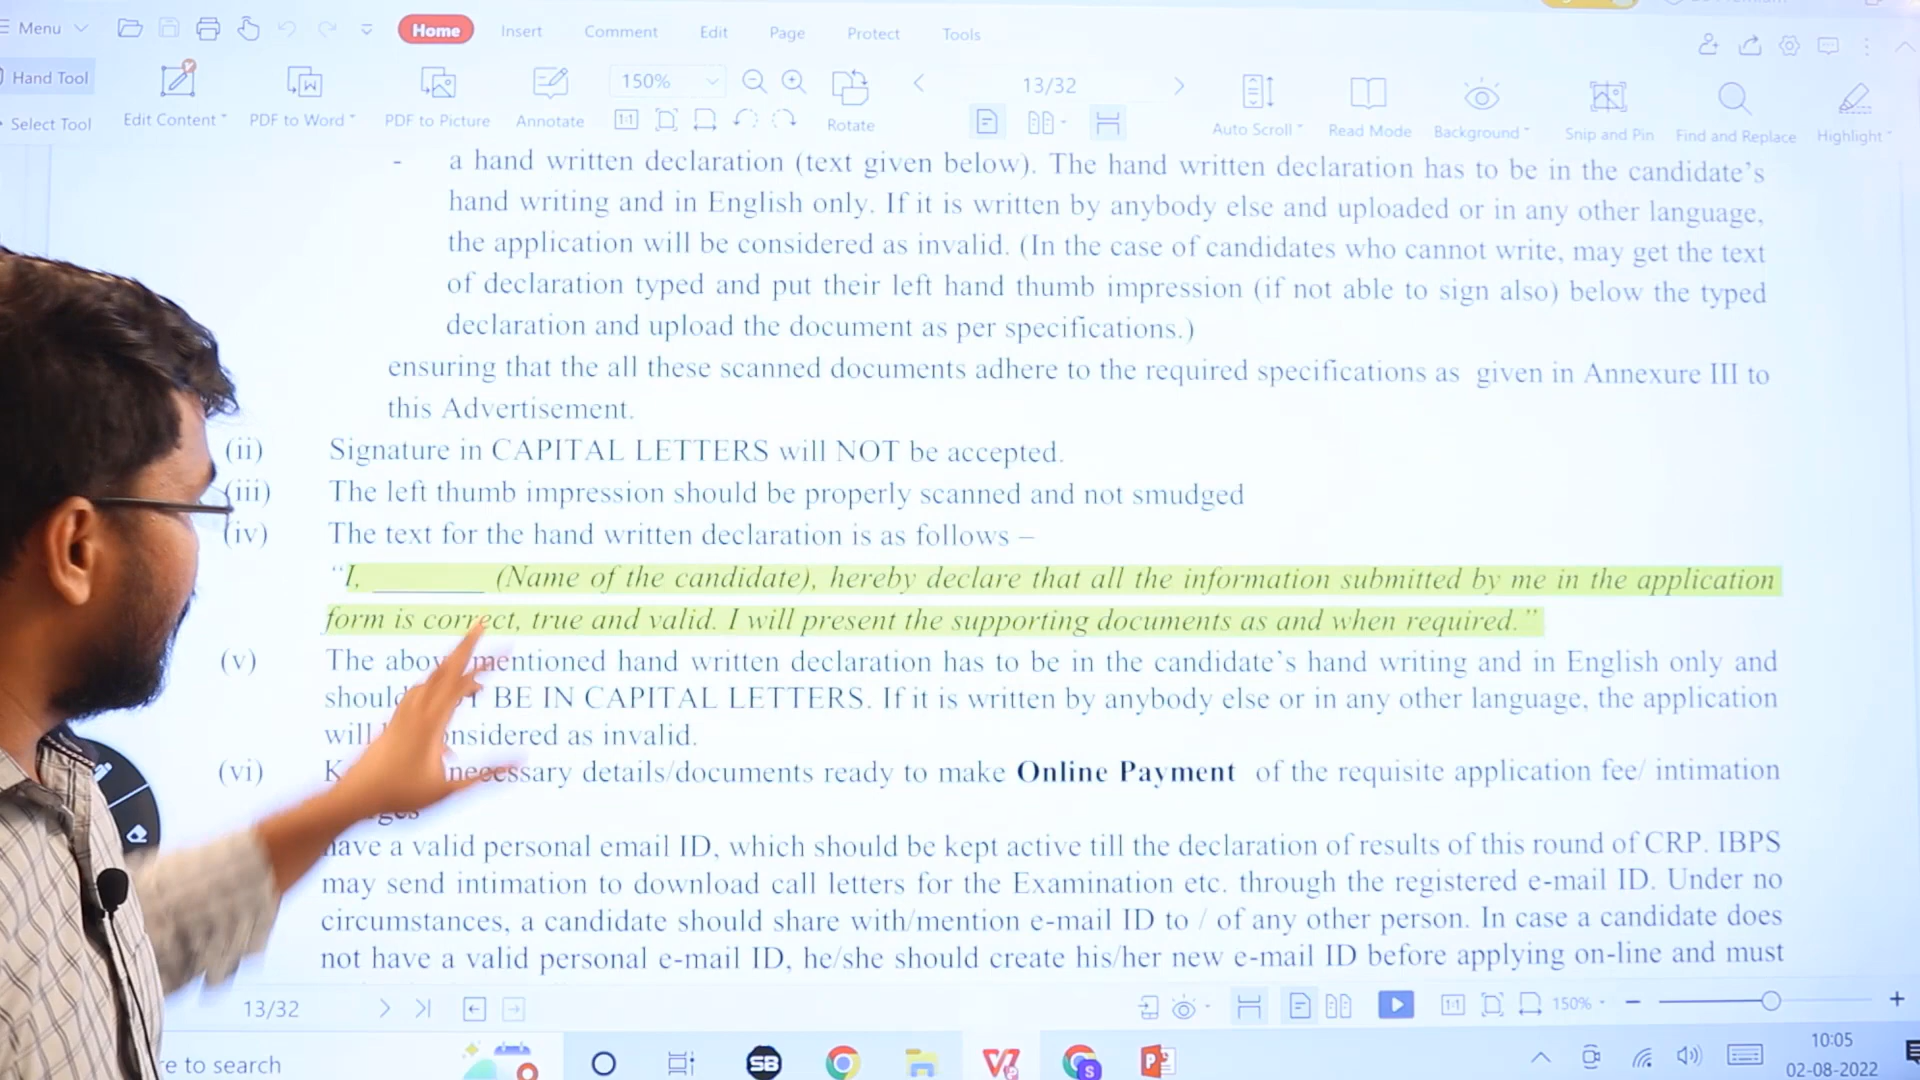 Menu
Home
Insert
Comment
Edit
Page
Protect
Tools
Hand Tool
Select Tool
Edit Content
PDF to Word
PDF to Picture
Annotate
150%
1:1
Rotate
13/32
Auto Scroll
Read Mode
Background
Snip and Pin
Find and Replace
Highlight
- a hand written declaration (text given below). The hand written declaration has to be in the candidate's
hand writing and in English only. If it is written by anybody else and uploaded or in any other language,
the application will be considered as invalid. (In the case of candidates who cannot write, may get the text
of declaration typed and put their left hand thumb impression (if not able to sign also) below the typed
declaration and upload the document as per specifications.)
ensuring that the all these scanned documents adhere to the required specifications as given in Annexure III to
this Advertisement.
(ii) Signature in CAPITAL LETTERS will NOT be accepted.
(iii) The left thumb impression should be properly scanned and not smudged
(iv) The text for the hand written declaration is as follows –
"I, ________ (Name of the candidate), hereby declare that all the information submitted by me in the application
form is correct, true and valid. I will present the supporting documents as and when required."
(v) The above mentioned hand written declaration has to be in the candidate's hand writing and in English only and
should BE IN CAPITAL LETTERS. If it is written by anybody else or in any other language, the application
will considered as invalid.
(vi) necessary details/documents ready to make Online Payment of the requisite application fee/ intimation
have a valid personal email ID, which should be kept active till the declaration of results of this round of CRP. IBPS
may send intimation to download call letters for the Examination etc. through the registered e-mail ID. Under no
circumstances, a candidate should share with/mention e-mail ID to / of any other person. In case a candidate does
not have a valid personal e-mail ID, he/she should create his/her new e-mail ID before applying on-line and must
13/32
1:1
150%
re to search
SB
S
P
10:05
02-08-2022